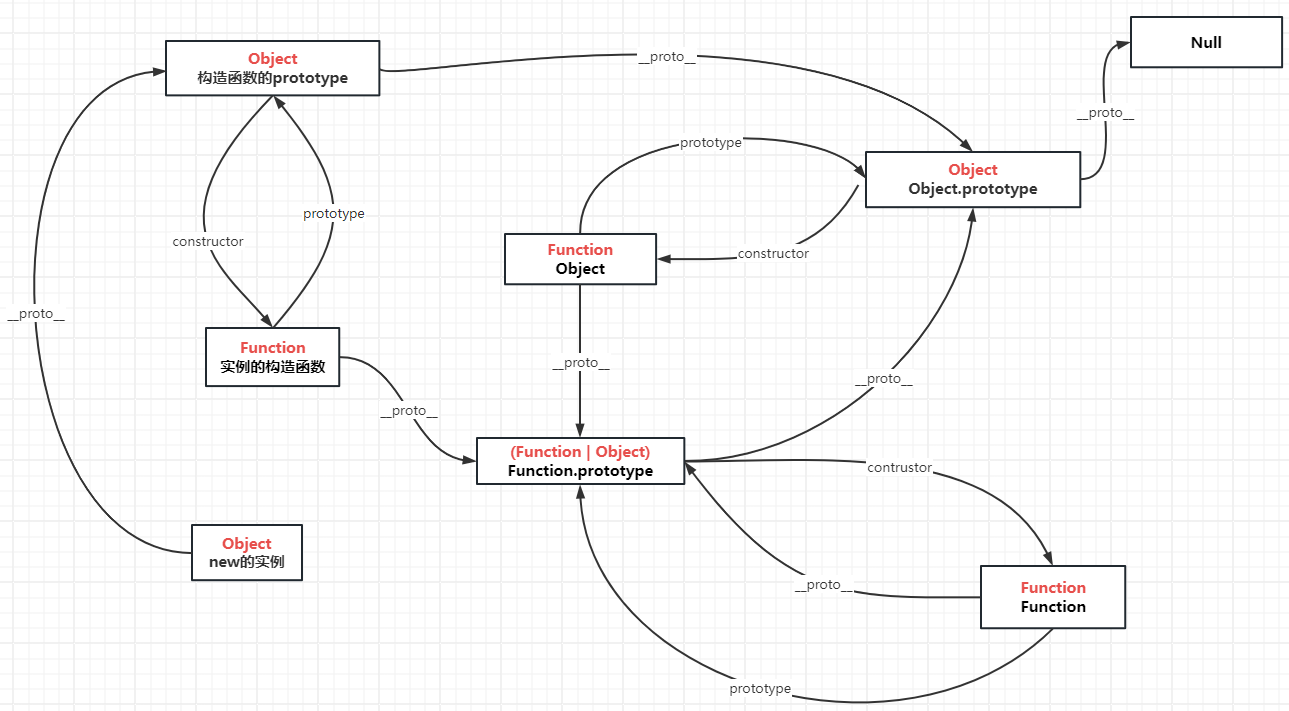 Null
Object
构造函数的prototype
__proto__
__proto__
prototype
Object
Object.prototype
prototype
constructor
Function
Object
constructor
__proto__
Function
实例的构造函数
__proto__
__proto__
__proto__
(Function | Object)
Function.prototype
contrustor
Object
new的实例
__proto__
Function
Function
prototype